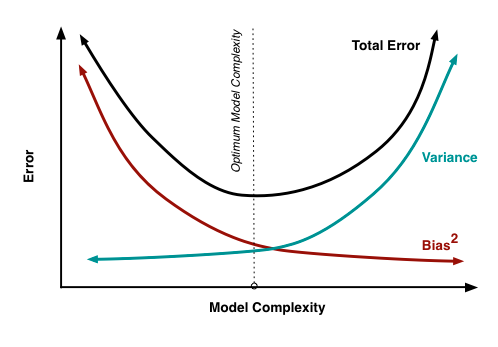 Optimum Model Complexity
Total Error
Variance
Error
Bias²
Model Complexity